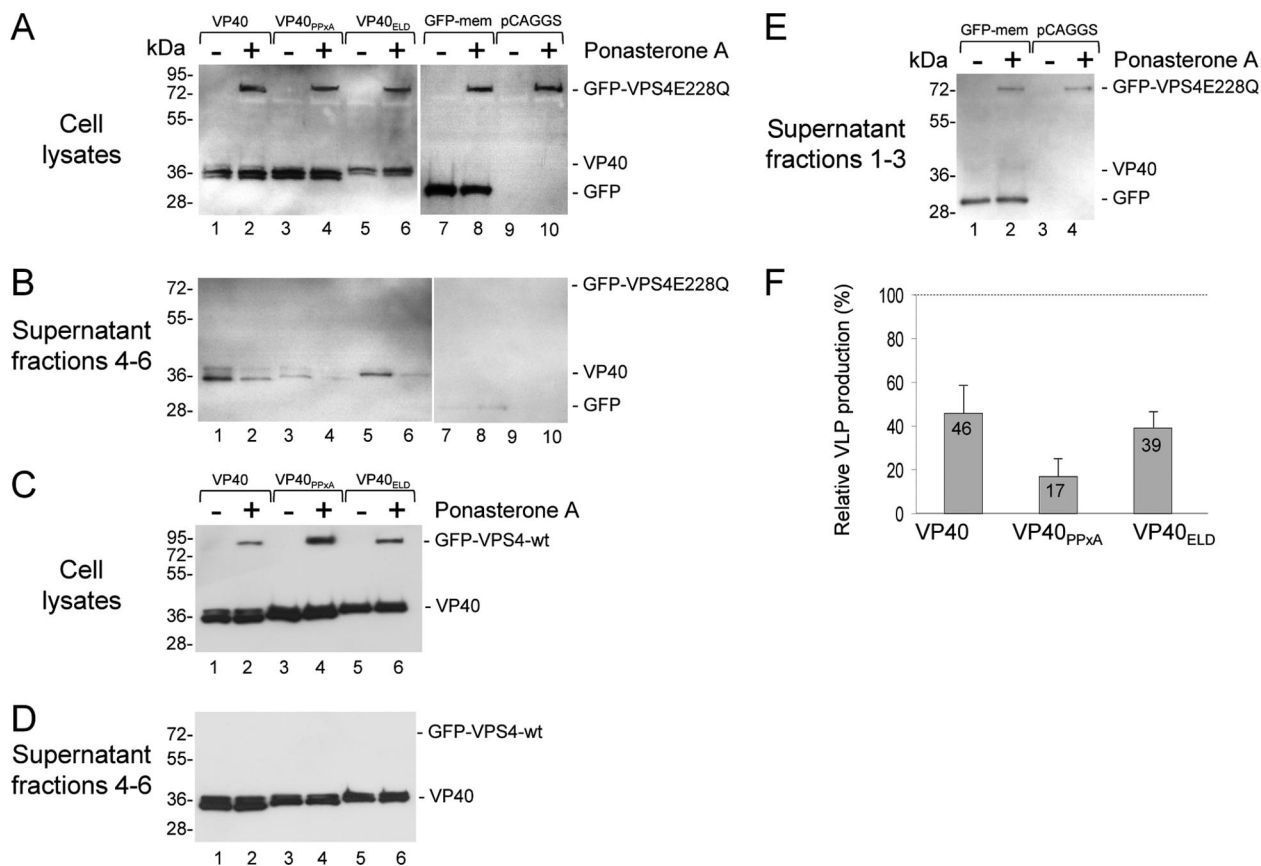 A
VP40 VP40PPxA VP40ELD GFP-mem pCAGGS
kDa - + - + - + - + - + Ponasterone A
95-
72-
55-
36-
28-
- GFP-VPS4E228Q
- VP40
- GFP
Cell
lysates
1 2 3 4 5 6 7 8 9 10
B
72-
55-
36-
28-
- GFP-VPS4E228Q
- VP40
- GFP
Supernatant
fractions 4-6
1 2 3 4 5 6 7 8 9 10
C
VP40 VP40PPxA VP40ELD
- + - + - + Ponasterone A
95-
72-
55-
36-
28-
- GFP-VPS4-wt
- VP40
Cell
lysates
1 2 3 4 5 6
D
72-
55-
36-
28-
- GFP-VPS4-wt
- VP40
Supernatant
fractions 4-6
1 2 3 4 5 6
E
GFP-mem pCAGGS
kDa - + - + Ponasterone A
72-
55-
36-
28-
- GFP-VPS4E228Q
- VP40
- GFP
Supernatant
fractions 1-3
1 2 3 4
F
Relative VLP production (%)
100
80
60
40
20
0
46
17
39
VP40 VP40PPxA VP40ELD